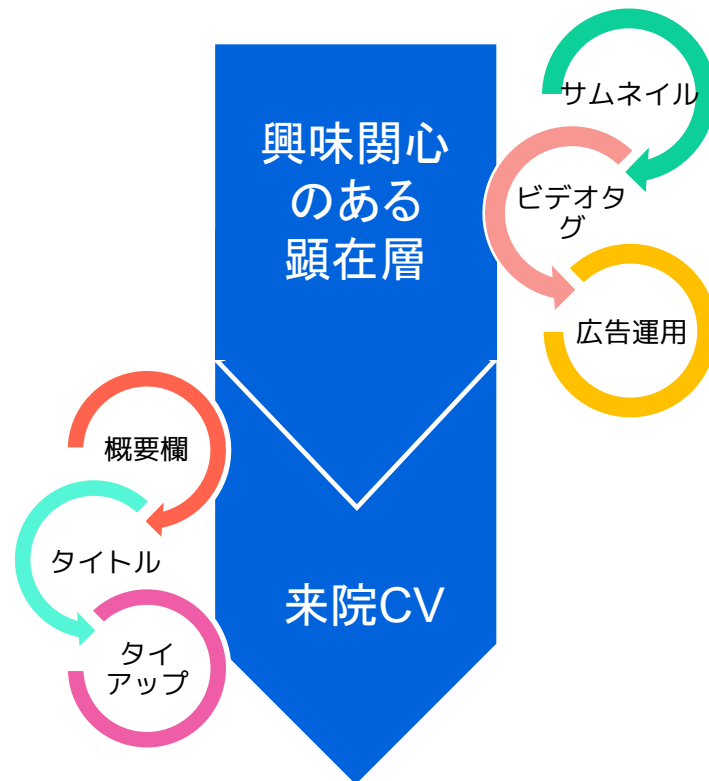 興味関心
のある
顕在層
サムネイル
ビデオタ
グ
広告運用
概要欄
タイトル
タイ
アップ
来院CV